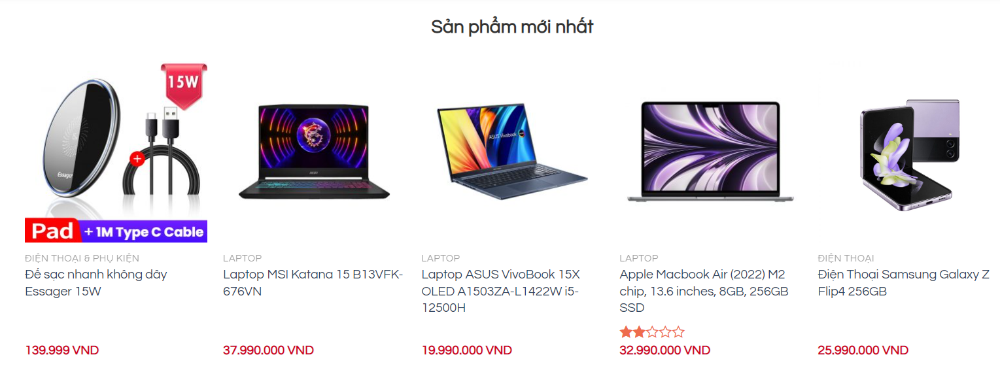 Sản phẩm mới nhất
15W
Essager
Pad + 1M Type C Cable
ASUS Vivobook
ĐIỆN THOẠI & PHỤ KIỆN
Đế sạc nhanh không dây
Essager 15W
139.999 VND
LAPTOP
Laptop MSI Katana 15 B13VFK-
676VN
37.990.000 VND
LAPTOP
Laptop ASUS VivoBook 15X
OLED A1503ZA-L1422W i5-
12500H
19.990.000 VND
LAPTOP
Apple Macbook Air (2022) M2
chip, 13.6 inches, 8GB, 256GB
SSD
32.990.000 VND
ĐIỆN THOẠI
Điện Thoại Samsung Galaxy Z
Flip4 256GB
25.990.000 VND